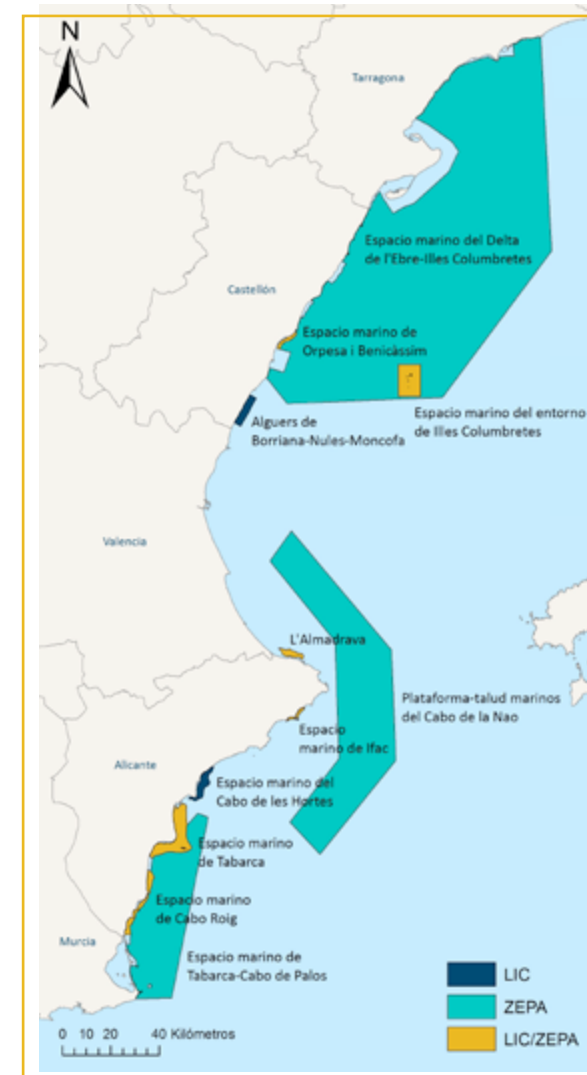 N
Tarragona
Espacio marino del Delta
de l'Ebre-Illes Columbretes
Castellón
Espacio marino de
Orpesa i Benicàssim
Espacio marino del entorno
de Illes Columbretes
Alguers de
Borriana-Nules-Moncofa
Valencia
L'Almadrava
Plataforma-talud marinos
del Cabo de la Nao
Espacio
marino de Ifac
Alicante
Espacio marino del
Cabo de les Hortes
Espacio marino
de Tabarca
Espacio marino
de Cabo Roig
Murcia
Espacio marino de
Tabarca-Cabo de Palos
LIC
ZEPA
LIC/ZEPA
0 10 20 40 Kilómetros